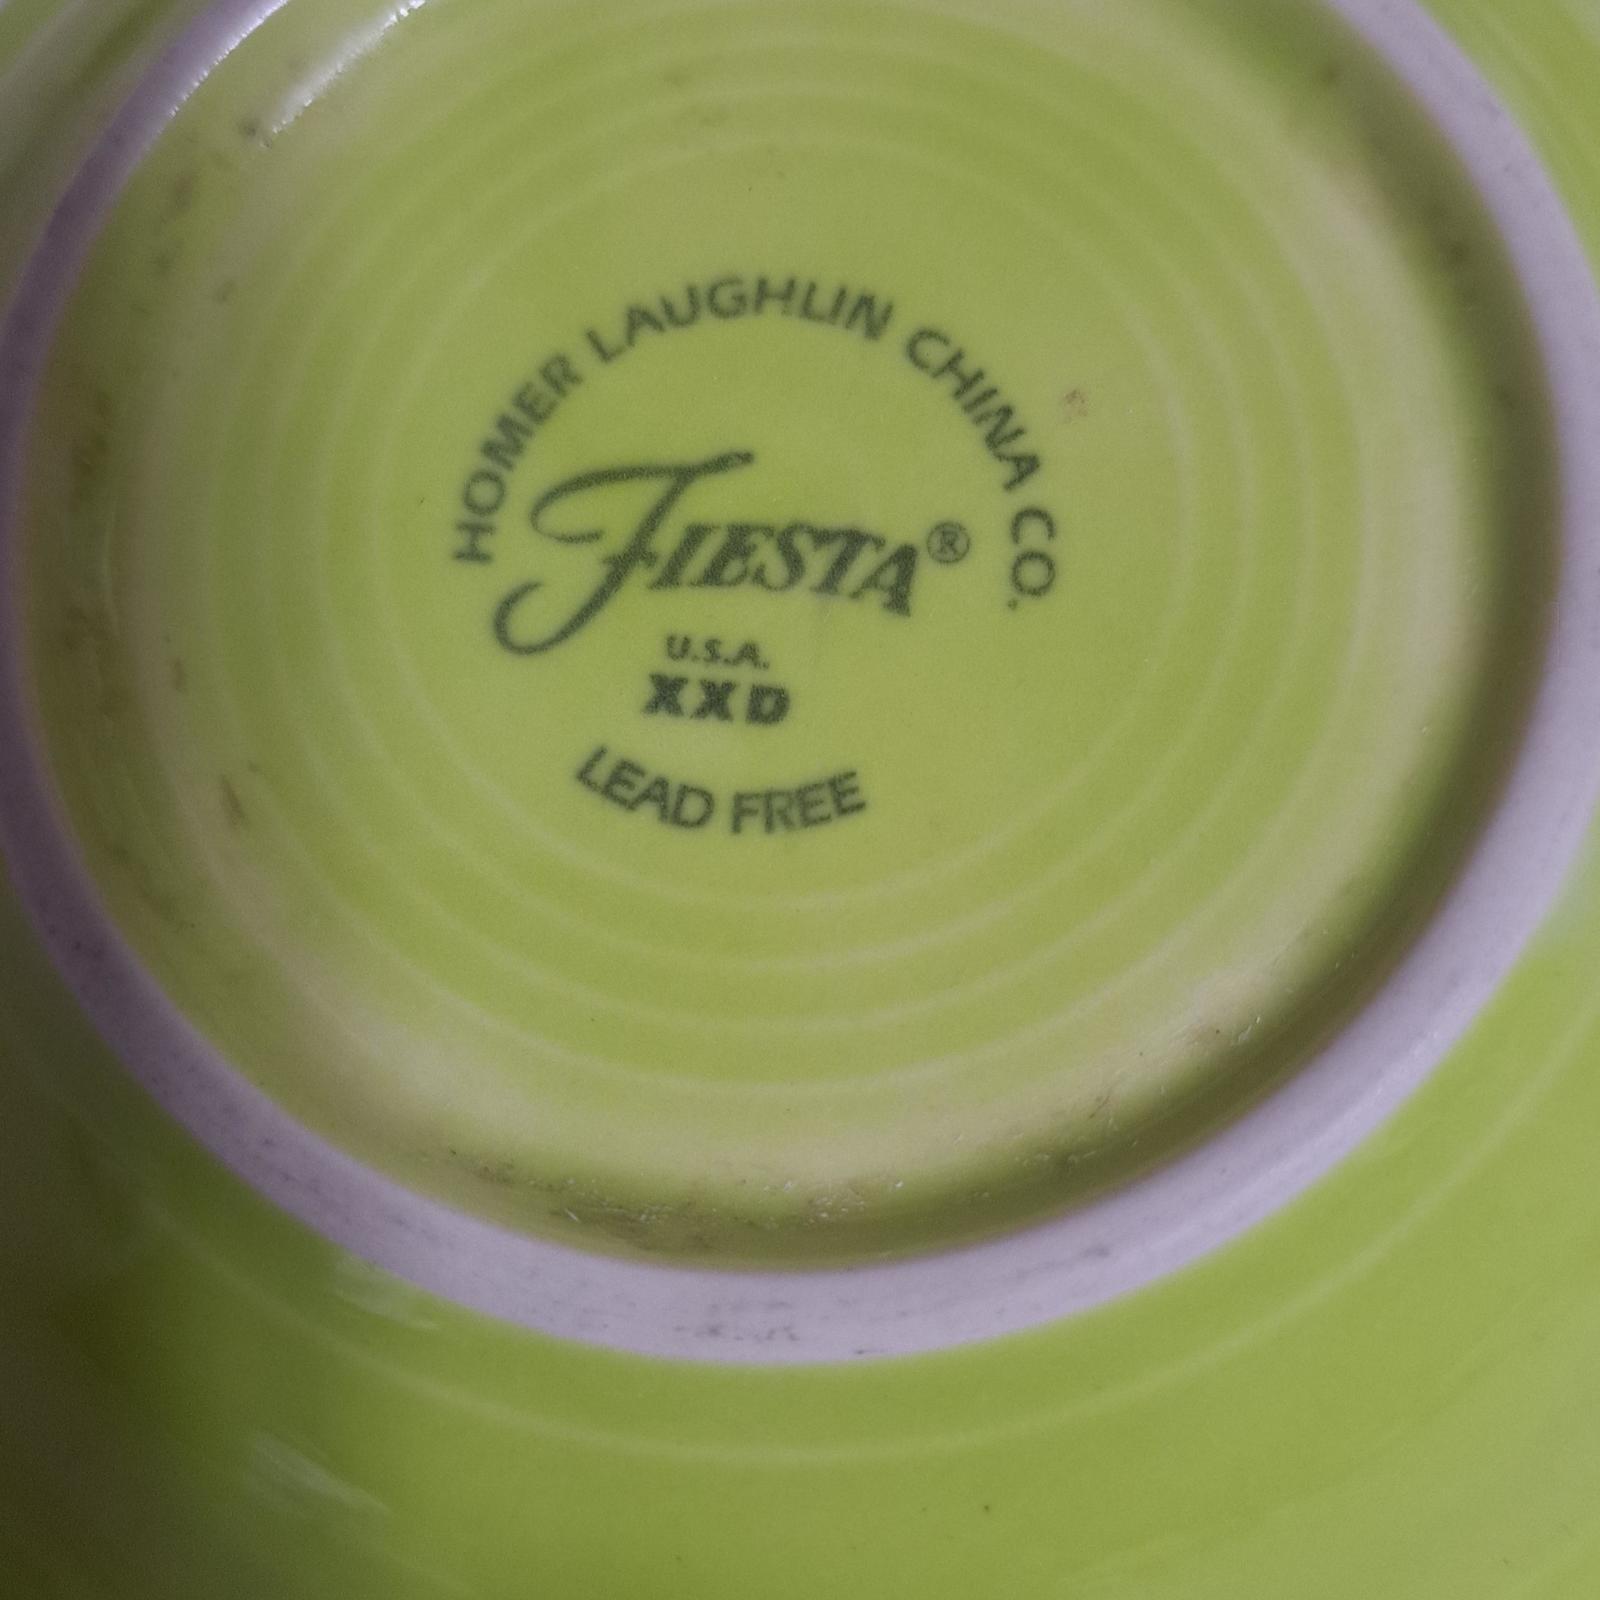 HOMER LAUGHLIN CHINA CO.
FIESTA®
U.S.A.
XXD
LEAD FREE